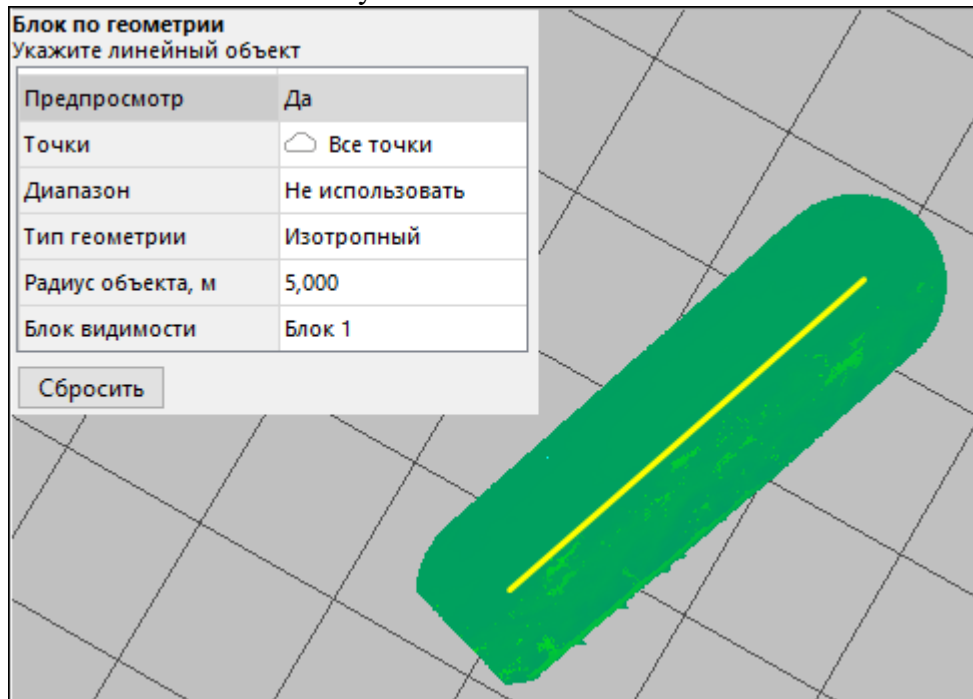 Блок по геометрии
Укажите линейный объект
Предпросмотр Да
Точки Все точки
Диапазон Не использовать
Тип геометрии Изотропный
Радиус объекта, м 5,000
Блок видимости Блок 1
Сбросить